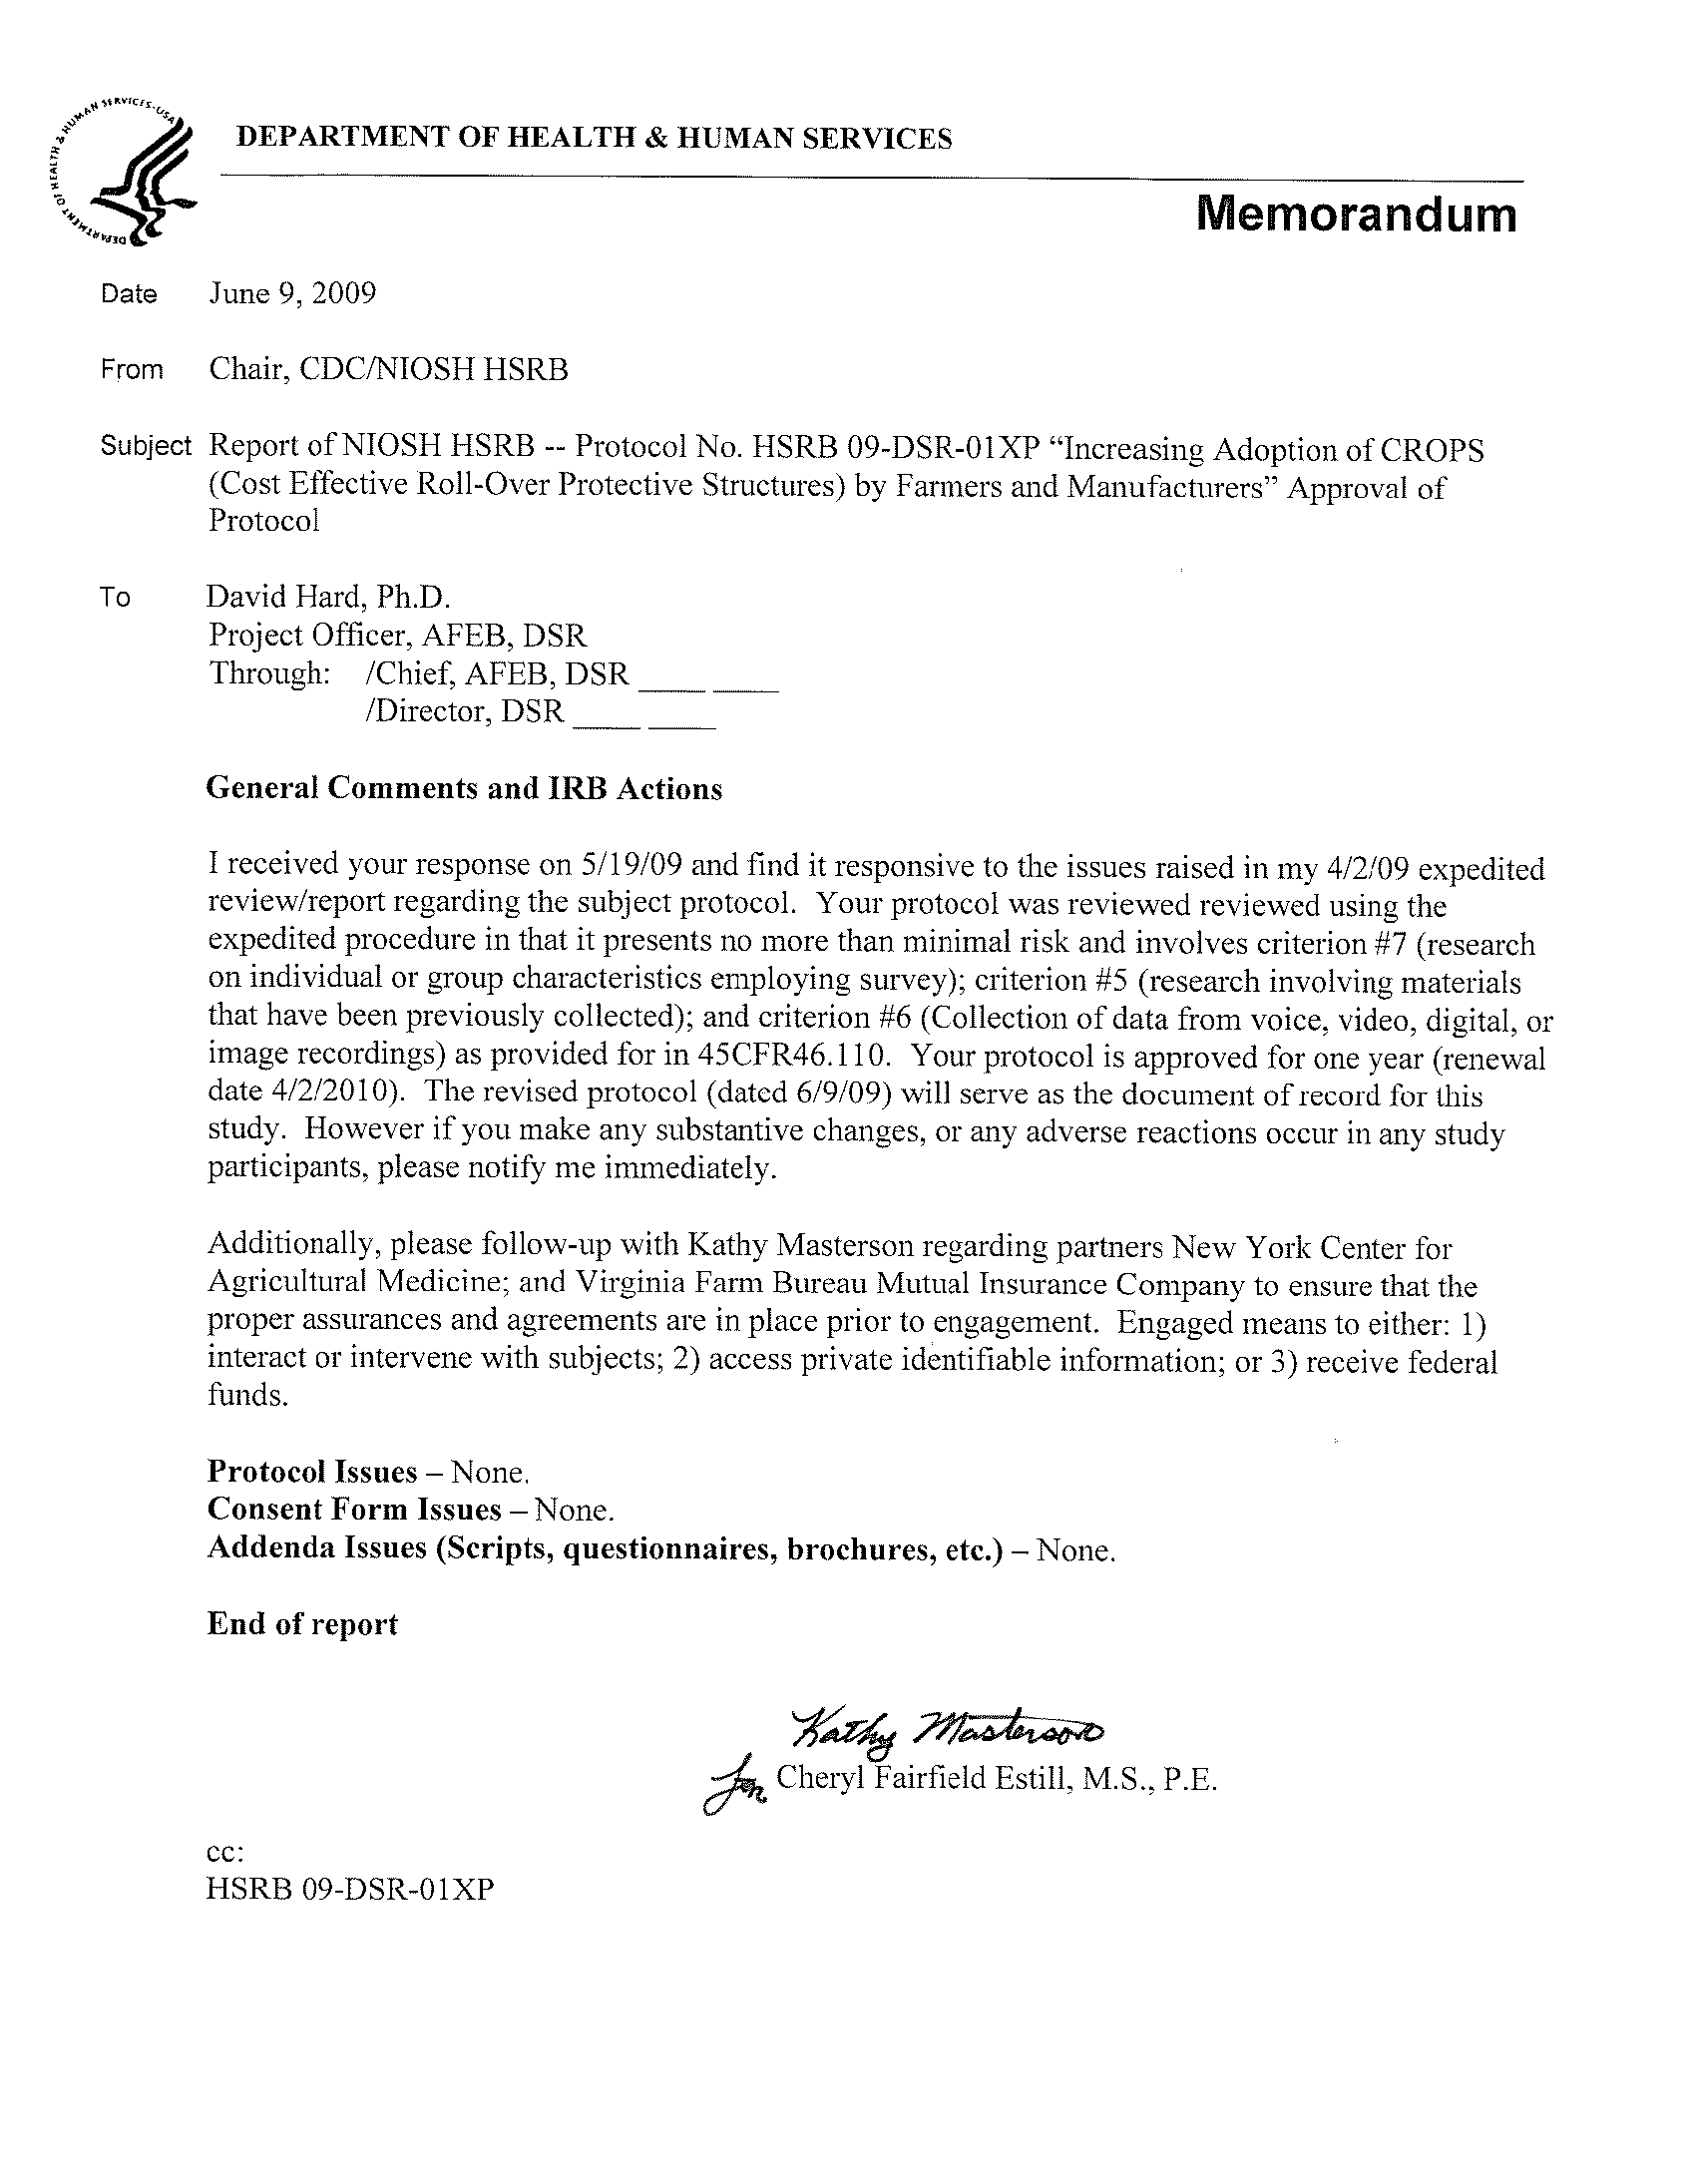 DEPARTMENT OF HEALTH & HUMAN SERVICES-USA
DEPARTMENT OF HEALTH & HUMAN SERVICES
Memorandum
Date June 9, 2009
From Chair, CDC/NIOSH HSRB
Subject Report of NIOSH HSRB -- Protocol No. HSRB 09-DSR-01XP “Increasing Adoption of CROPS
(Cost Effective Roll-Over Protective Structures) by Farmers and Manufacturers” Approval of
Protocol
To David Hard, Ph.D.
Project Officer, AFEB, DSR
Through: /Chief, AFEB, DSR ____ ____
/Director, DSR ____ ____
General Comments and IRB Actions
I received your response on 5/19/09 and find it responsive to the issues raised in my 4/2/09 expedited
review/report regarding the subject protocol. Your protocol was reviewed reviewed using the
expedited procedure in that it presents no more than minimal risk and involves criterion #7 (research
on individual or group characteristics employing survey); criterion #5 (research involving materials
that have been previously collected); and criterion #6 (Collection of data from voice, video, digital, or
image recordings) as provided for in 45CFR46.110. Your protocol is approved for one year (renewal
date 4/2/2010). The revised protocol (dated 6/9/09) will serve as the document of record for this
study. However if you make any substantive changes, or any adverse reactions occur in any study
participants, please notify me immediately.
Additionally, please follow-up with Kathy Masterson regarding partners New York Center for
Agricultural Medicine; and Virginia Farm Bureau Mutual Insurance Company to ensure that the
proper assurances and agreements are in place prior to engagement. Engaged means to either: 1)
interact or intervene with subjects; 2) access private identifiable information; or 3) receive federal
funds.
Protocol Issues – None.
Consent Form Issues – None.
Addenda Issues (Scripts, questionnaires, brochures, etc.) – None.
End of report
Kathy Masterson
for Cheryl Fairfield Estill, M.S., P.E.
cc:
HSRB 09-DSR-01XP